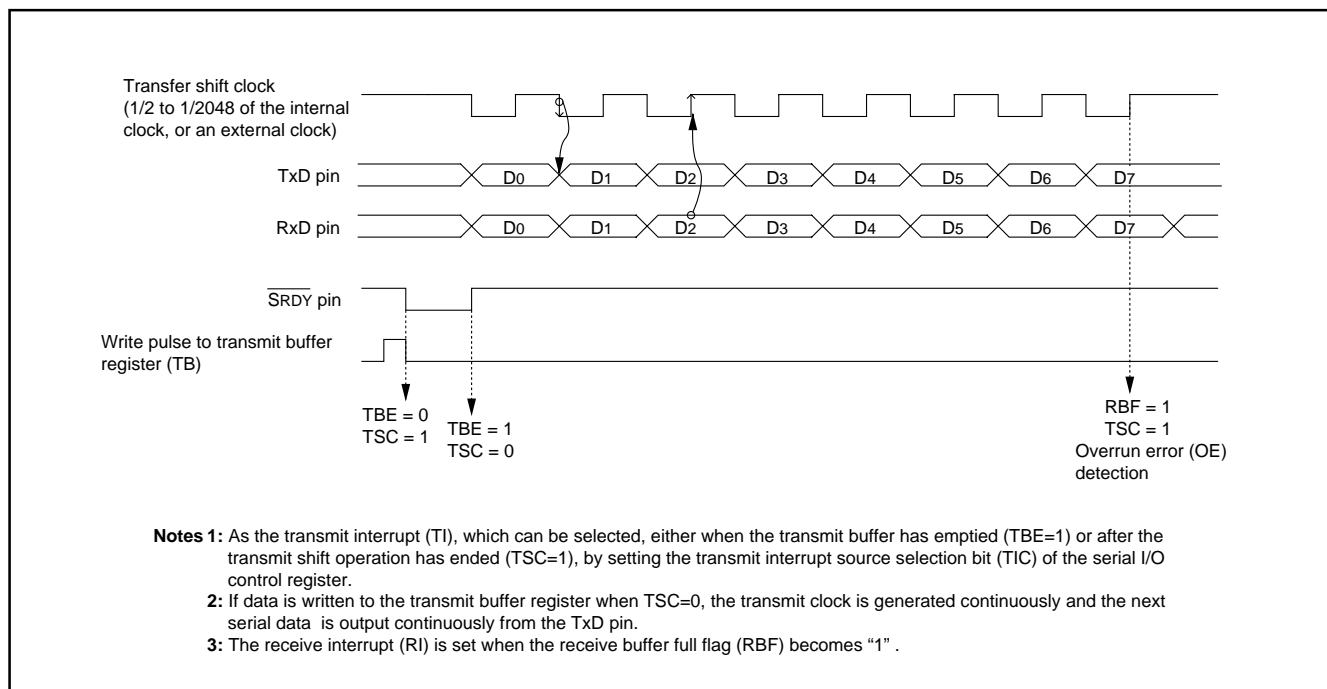 Transfer shift clock
(1/2 to 1/2048 of the internal
clock, or an external clock)
TxD pin
D0 D1 D2 D3 D4 D5 D6 D7
RxD pin
D0 D1 D2 D3 D4 D5 D6 D7
SRDY pin
Write pulse to transmit buffer
register (TB)
TBE = 0
TSC = 1
TBE = 1
TSC = 0
RBF = 1
TSC = 1
Overrun error (OE)
detection
Notes 1: As the transmit interrupt (TI), which can be selected, either when the transmit buffer has emptied (TBE=1) or after the
transmit shift operation has ended (TSC=1), by setting the transmit interrupt source selection bit (TIC) of the serial I/O
control register.
2: If data is written to the transmit buffer register when TSC=0, the transmit clock is generated continuously and the next
serial data is output continuously from the TxD pin.
3: The receive interrupt (RI) is set when the receive buffer full flag (RBF) becomes “1” .